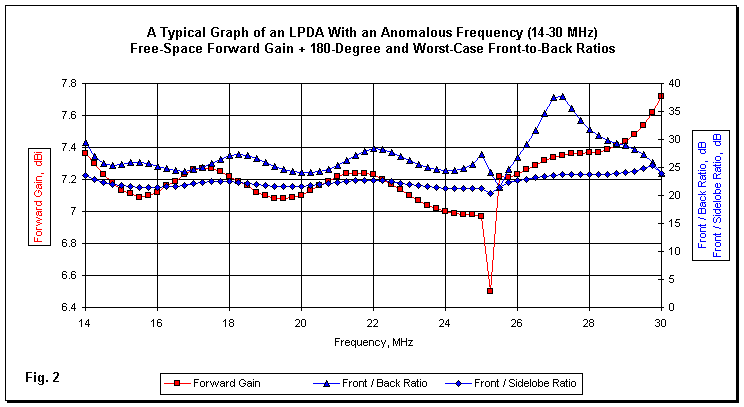 A Typical Graph of an LPDA With an Anomalous Frequency (14-30 MHz)
Free-Space Forward Gain + 180-Degree and Worst-Case Front-to-Back Ratios
7.8
7.6
7.4
7.2
7
6.8
6.6
6.4
Forward Gain, dBi
40
35
30
25
20
15
10
5
0
Front / Back Ratio, dB
Front / Sidelobe Ratio, dB
14
16
18
20
22
24
26
28
30
Frequency, MHz
Fig. 2
Forward Gain
Front / Back Ratio
Front / Sidelobe Ratio